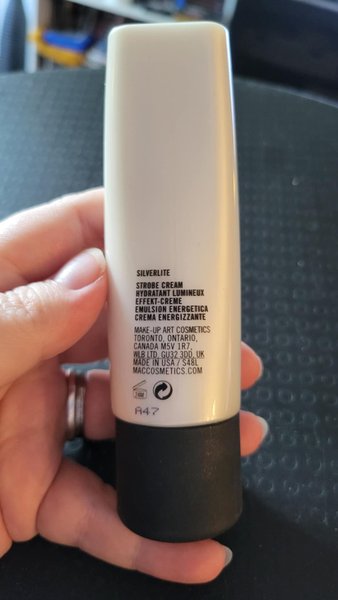 SILVERLITE
STROBE CREAM
HYDRATANT LUMINEUX
EFFEKT-CREME
EMULSION ENERGETICA
CREMA ENERGIZZANTE
MAKE-UP ART COSMETICS
TORONTO, ONTARIO,
CANADA M5V 1R7,
WLB LTD, GU32 3DD, UK
MADE IN USA / S48L
MACCOSMETICS.COM
A47